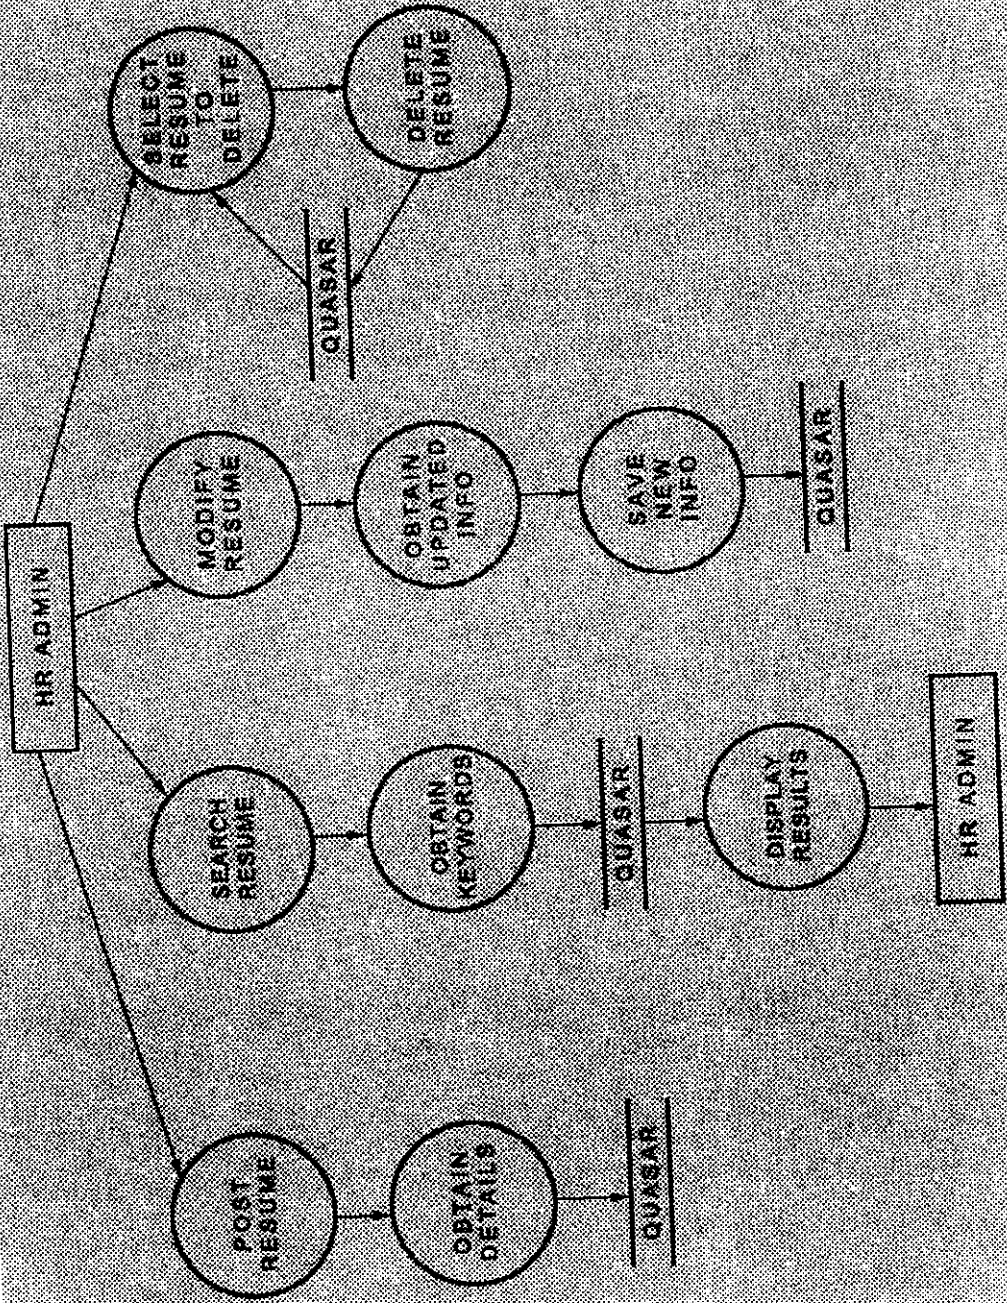 HR ADMIN
POST
RESUME
OBTAIN
DETAILS
QUASAR
SEARCH
RESUME
OBTAIN
KEYWORDS
QUASAR
DISPLAY
RESULTS
HR ADMIN
MODIFY
RESUME
OBTAIN
UPDATED
INFO
SAVE
NEW
INFO
QUASAR
SELECT
RESUME
TO
DELETE
DELETE
RESUME
QUASAR